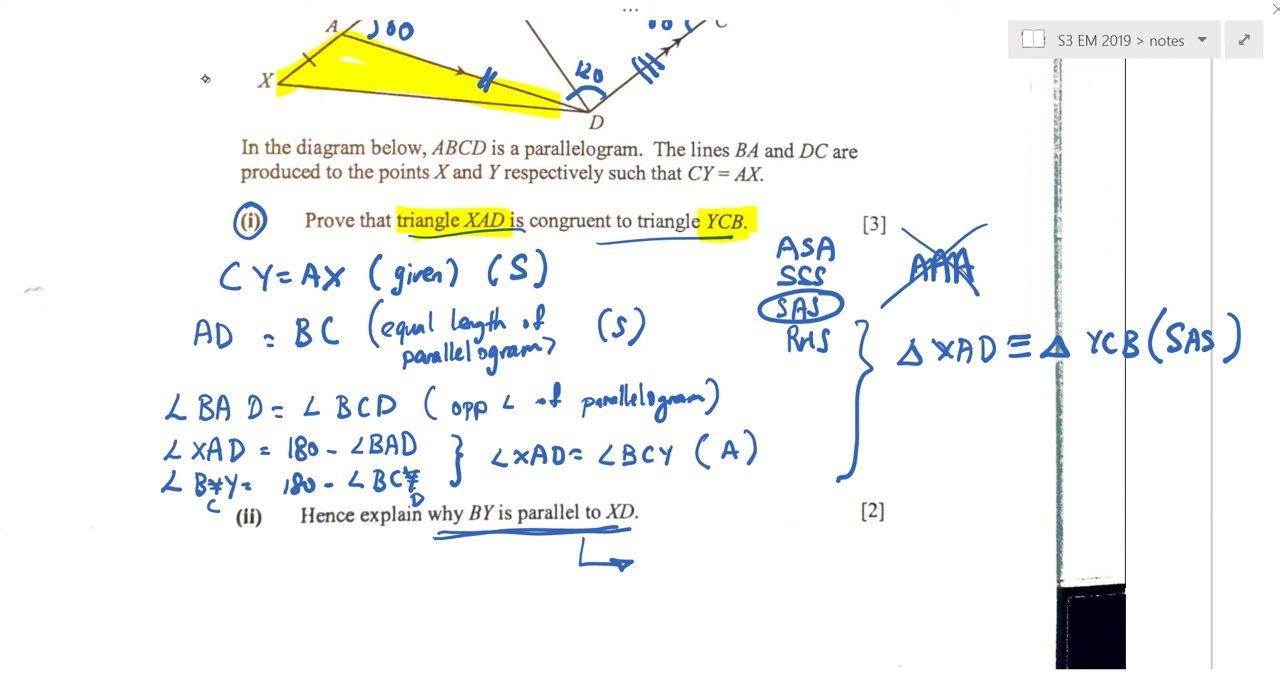 S3 EM 2019 > notes
A 100
C
X
120
D
In the diagram below, ABCD is a parallelogram. The lines BA and DC are
produced to the points X and Y respectively such that CY = AX.
(i) Prove that triangle XAD is congruent to triangle YCB. [3]
CY = AX (given) (S)
AD = BC (equal length of
parallelogram) (S)
∠BAD = ∠BCD (opp ∠ of parallelogram)
∠XAD = 180 - ∠BAD
∠BCY = 180 - ∠BCD
∠XAD = ∠BCY (A)
ASA
SSS
SAS
RHS
AAA
Δ XAD ≡ Δ YCB (SAS)
(ii) Hence explain why BY is parallel to XD. [2]